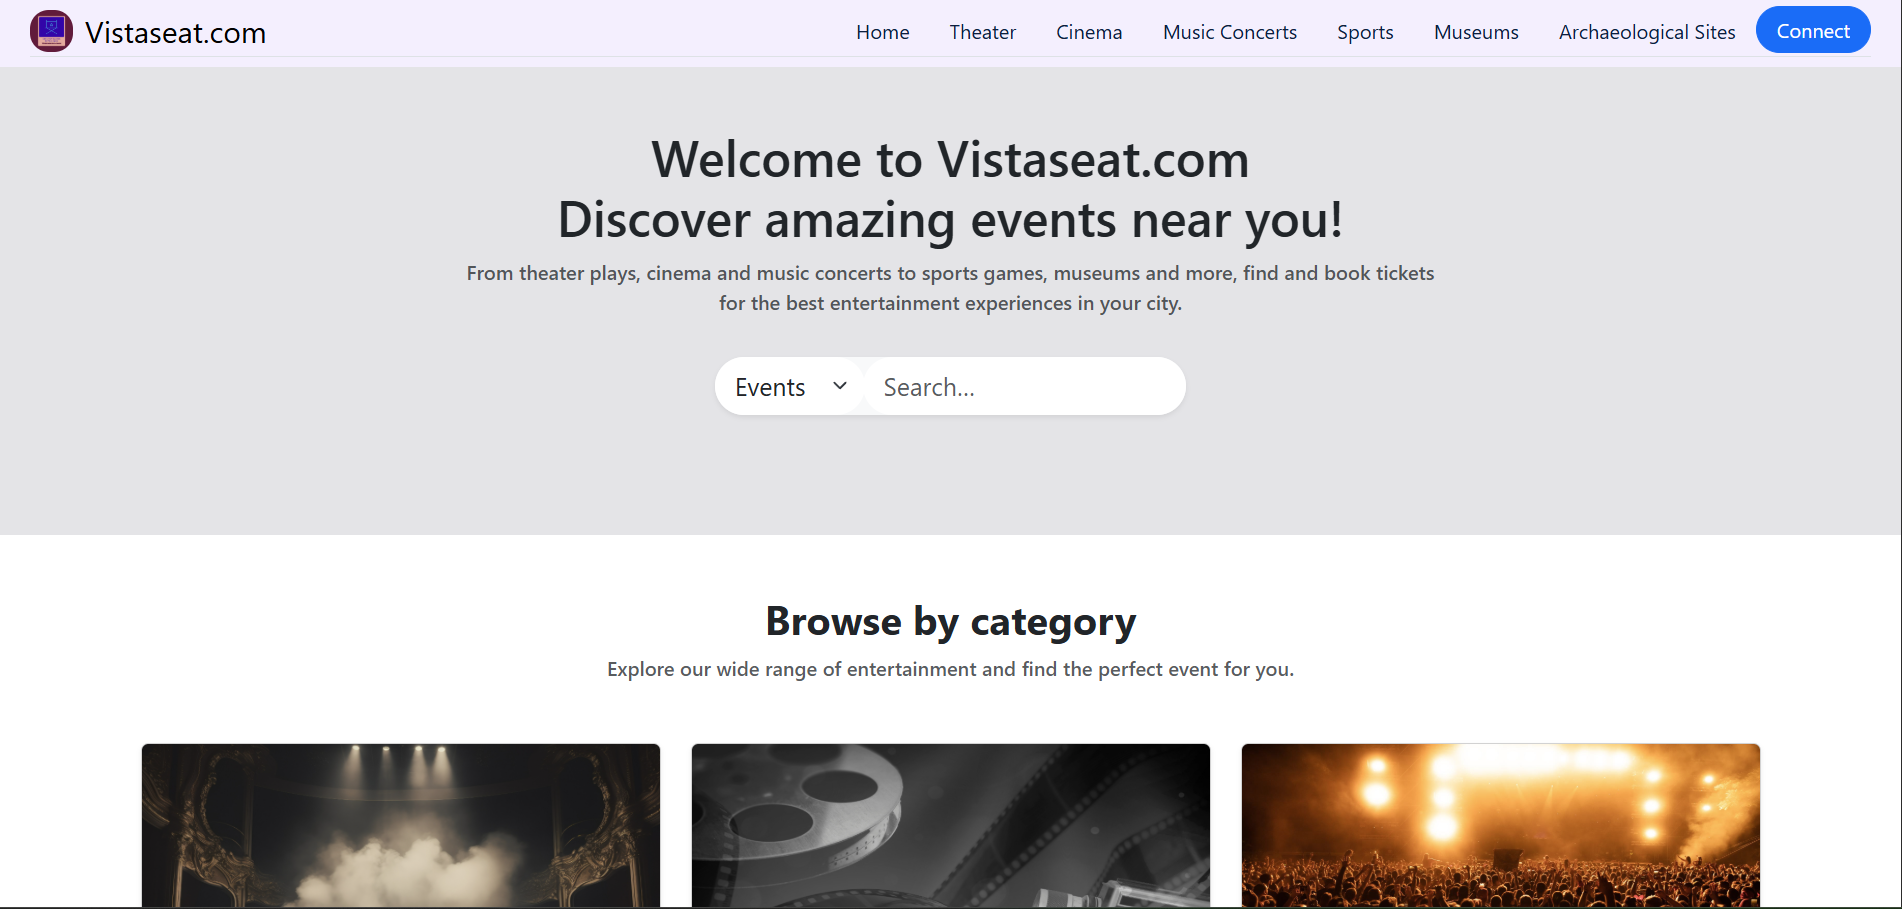 Vistaseat.com
Home Theater Cinema Music Concerts Sports Museums Archaeological Sites Connect
Welcome to Vistaseat.com
Discover amazing events near you!
From theater plays, cinema and music concerts to sports games, museums and more, find and book tickets
for the best entertainment experiences in your city.
Events Search...
Browse by category
Explore our wide range of entertainment and find the perfect event for you.